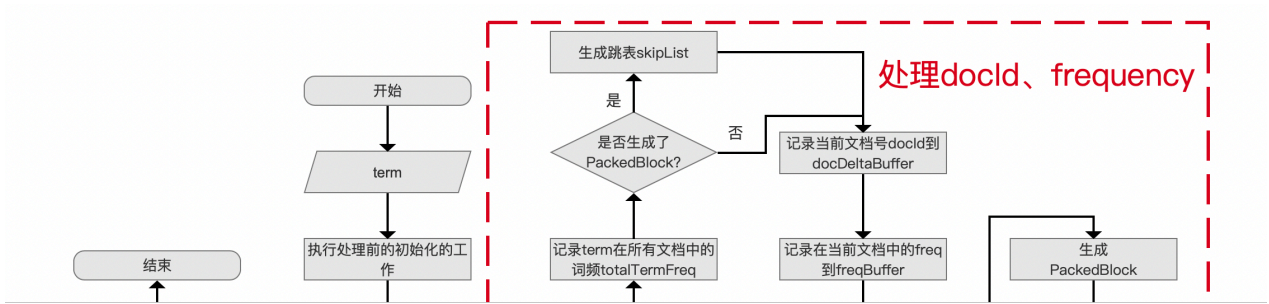 处理docId、frequency
生成跳表skipList
开始
是
否
是否生成了
PackedBlock?
记录当前文档号docId到
docDeltaBuffer
term
执行处理前的初始化的工
作
记录term在所有文档中的
词频totalTermFreq
记录在当前文档中的freq
到freqBuffer
生成
PackedBlock
结束